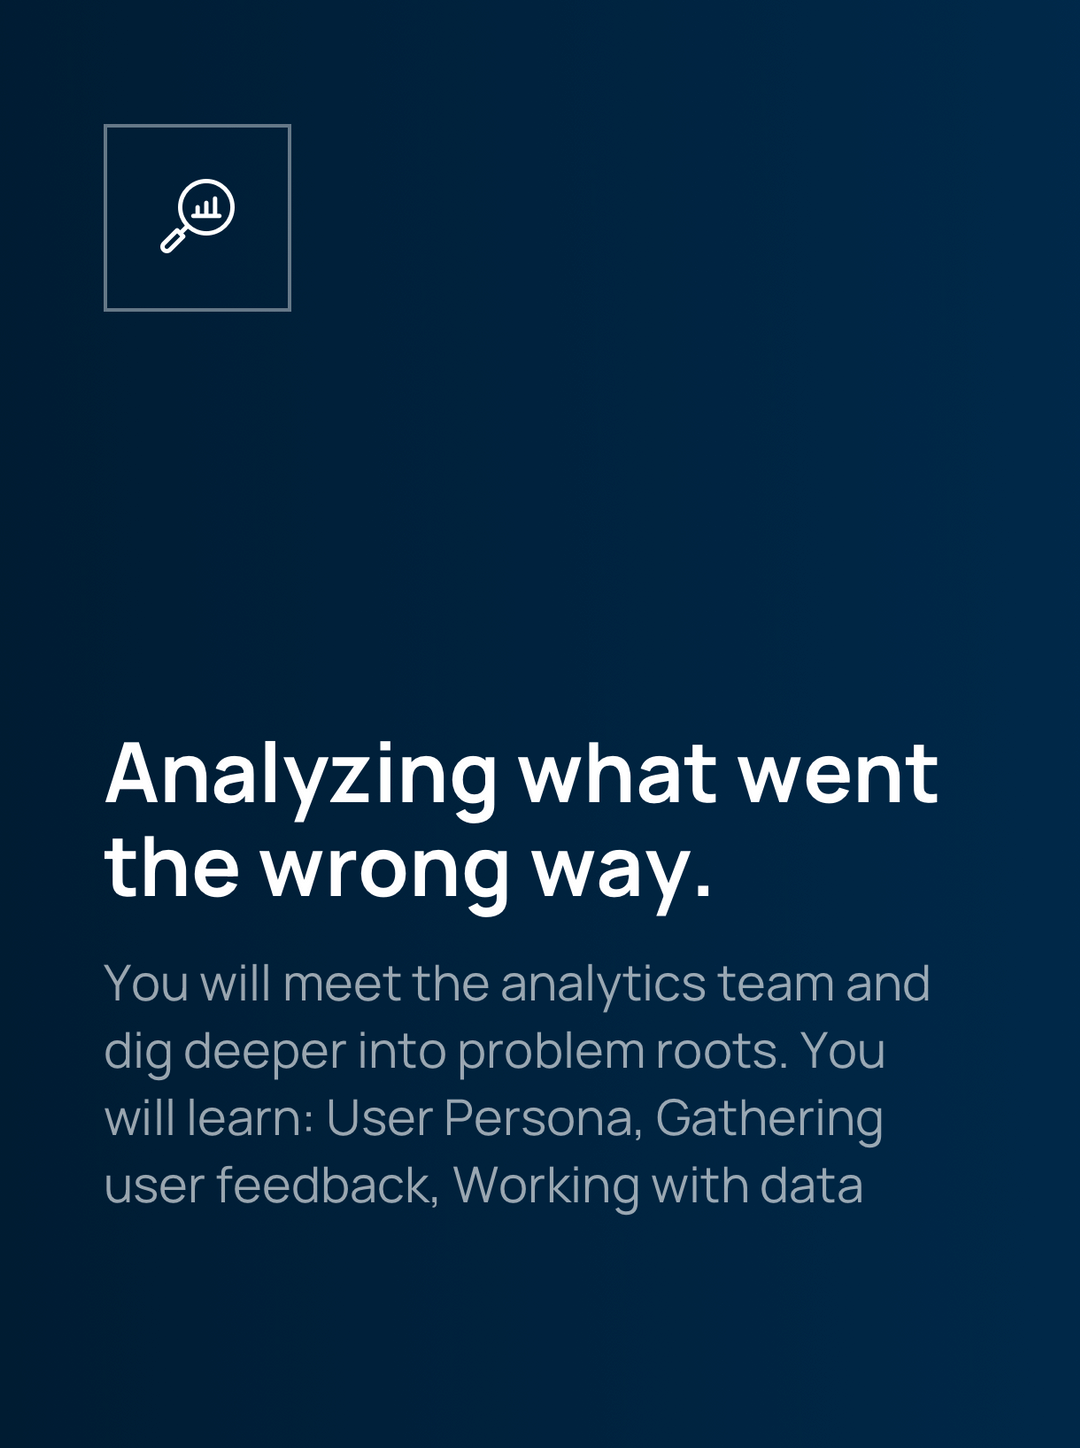 Analyzing what went
the wrong way.
You will meet the analytics team and
dig deeper into problem roots. You
will learn: User Persona, Gathering
user feedback, Working with data